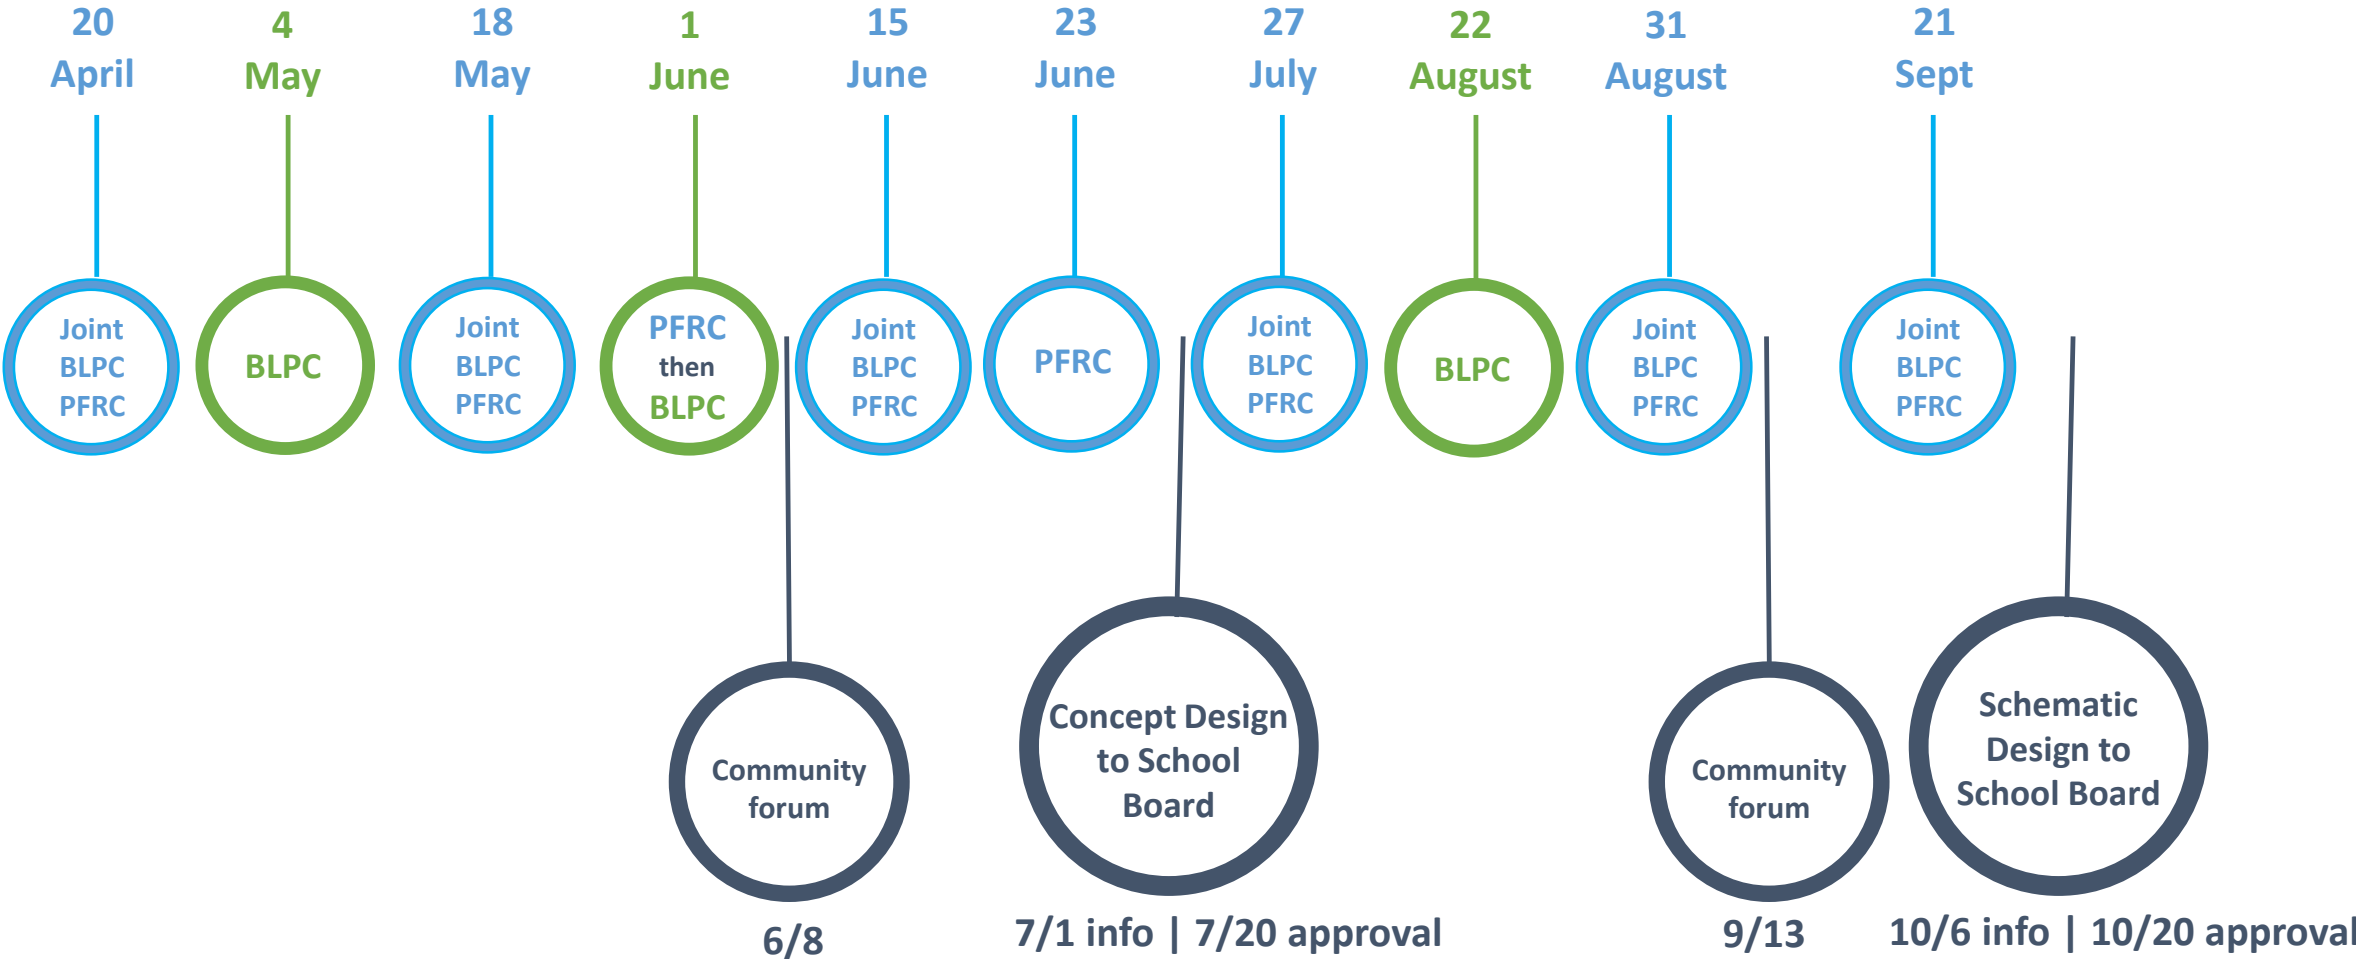 20
April
4
May
18
May
1
June
15
June
23
June
27
July
22
August
31
August
21
Sept
Joint
BLPC
PFRC
BLPC
Joint
BLPC
PFRC
PFRC
then
BLPC
Joint
BLPC
PFRC
PFRC
Joint
BLPC
PFRC
BLPC
Joint
BLPC
PFRC
Joint
BLPC
PFRC
Community
forum
6/8
Concept Design
to School
Board
7/1 info | 7/20 approval
Community
forum
9/13
Schematic
Design to
School Board
10/6 info | 10/20 approval